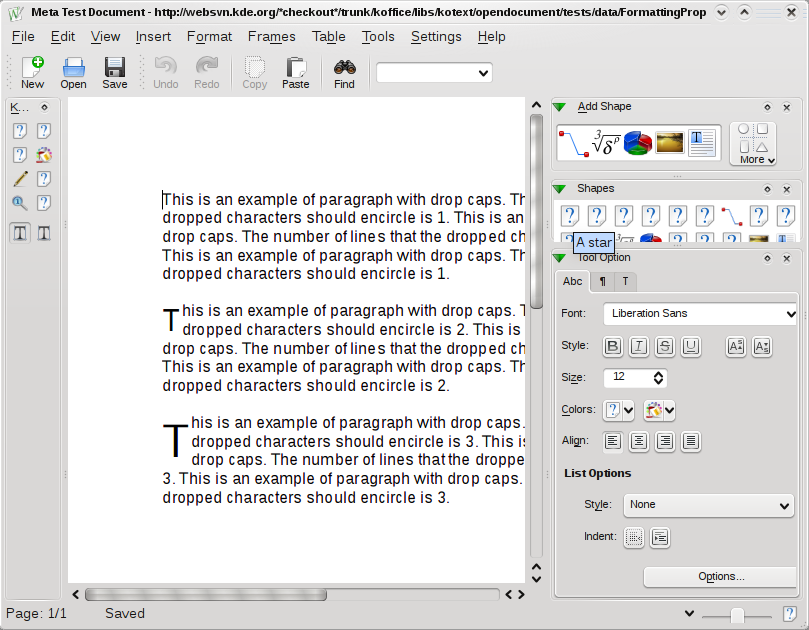 Meta Test Document - http://websvn.kde.org/*checkout*/trunk/koffice/libs/kotext/opendocument/tests/data/FormattingProp
File Edit View Insert Format Frames Table Tools Settings Help
New Open Save Undo Redo Copy Paste Find
K...
This is an example of paragraph with drop caps. Th
dropped characters should encircle is 1. This is an
drop caps. The number of lines that the dropped ch
This is an example of paragraph with drop caps. Th
dropped characters should encircle is 1.
This is an example of paragraph with drop caps. T
dropped characters should encircle is 2. This is
drop caps. The number of lines that the dropped ch
This is an example of paragraph with drop caps. Th
dropped characters should encircle is 2.
This is an example of paragraph with drop caps.
dropped characters should encircle is 3. This is
drop caps. The number of lines that the droppe
3. This is an example of paragraph with drop caps.
dropped characters should encircle is 3.
Add Shape
More
Shapes
A star
Tool Option
Abc ¶ T
Font: Liberation Sans
Style: B I S U
Size: 12
Colors:
Align:
List Options
Style: None
Indent:
Options...
Page: 1/1 Saved